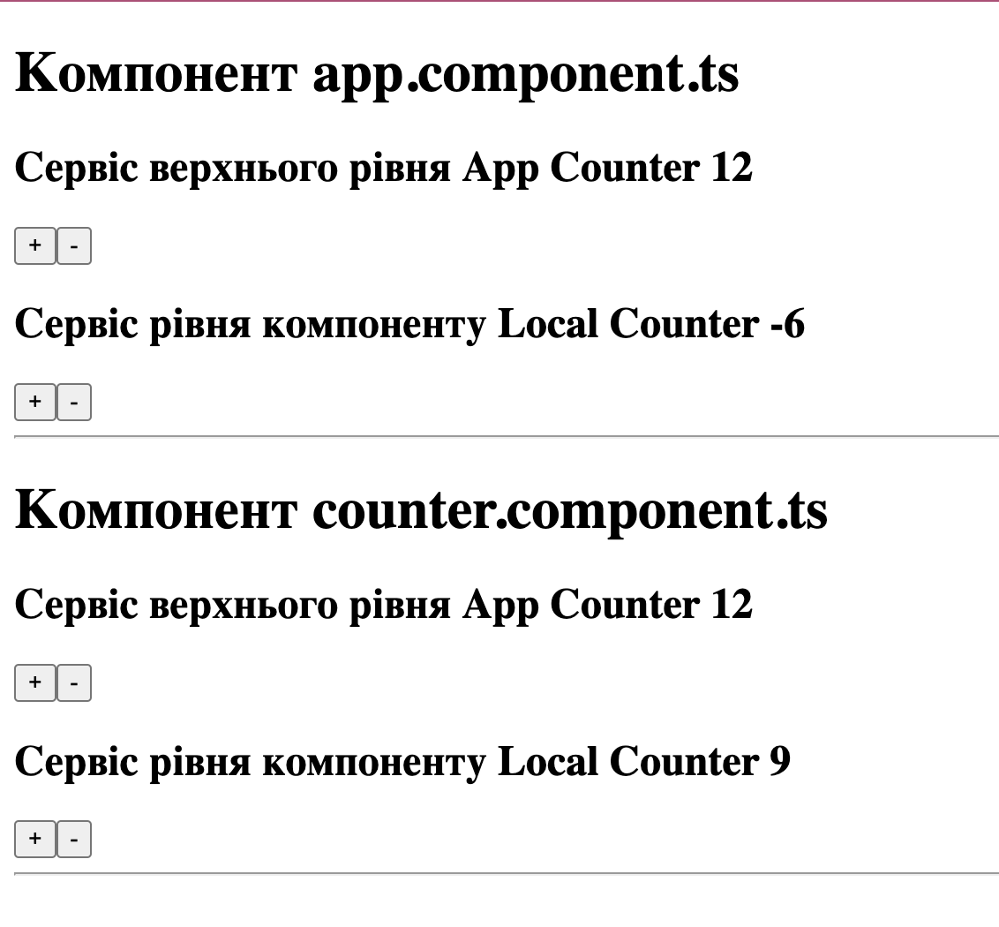 Компонент app.component.ts
Сервіс верхнього рівня App Counter 12
+ -
Сервіс рівня компоненту Local Counter -6
+ -
Компонент counter.component.ts
Сервіс верхнього рівня App Counter 12
+ -
Сервіс рівня компоненту Local Counter 9
+ -